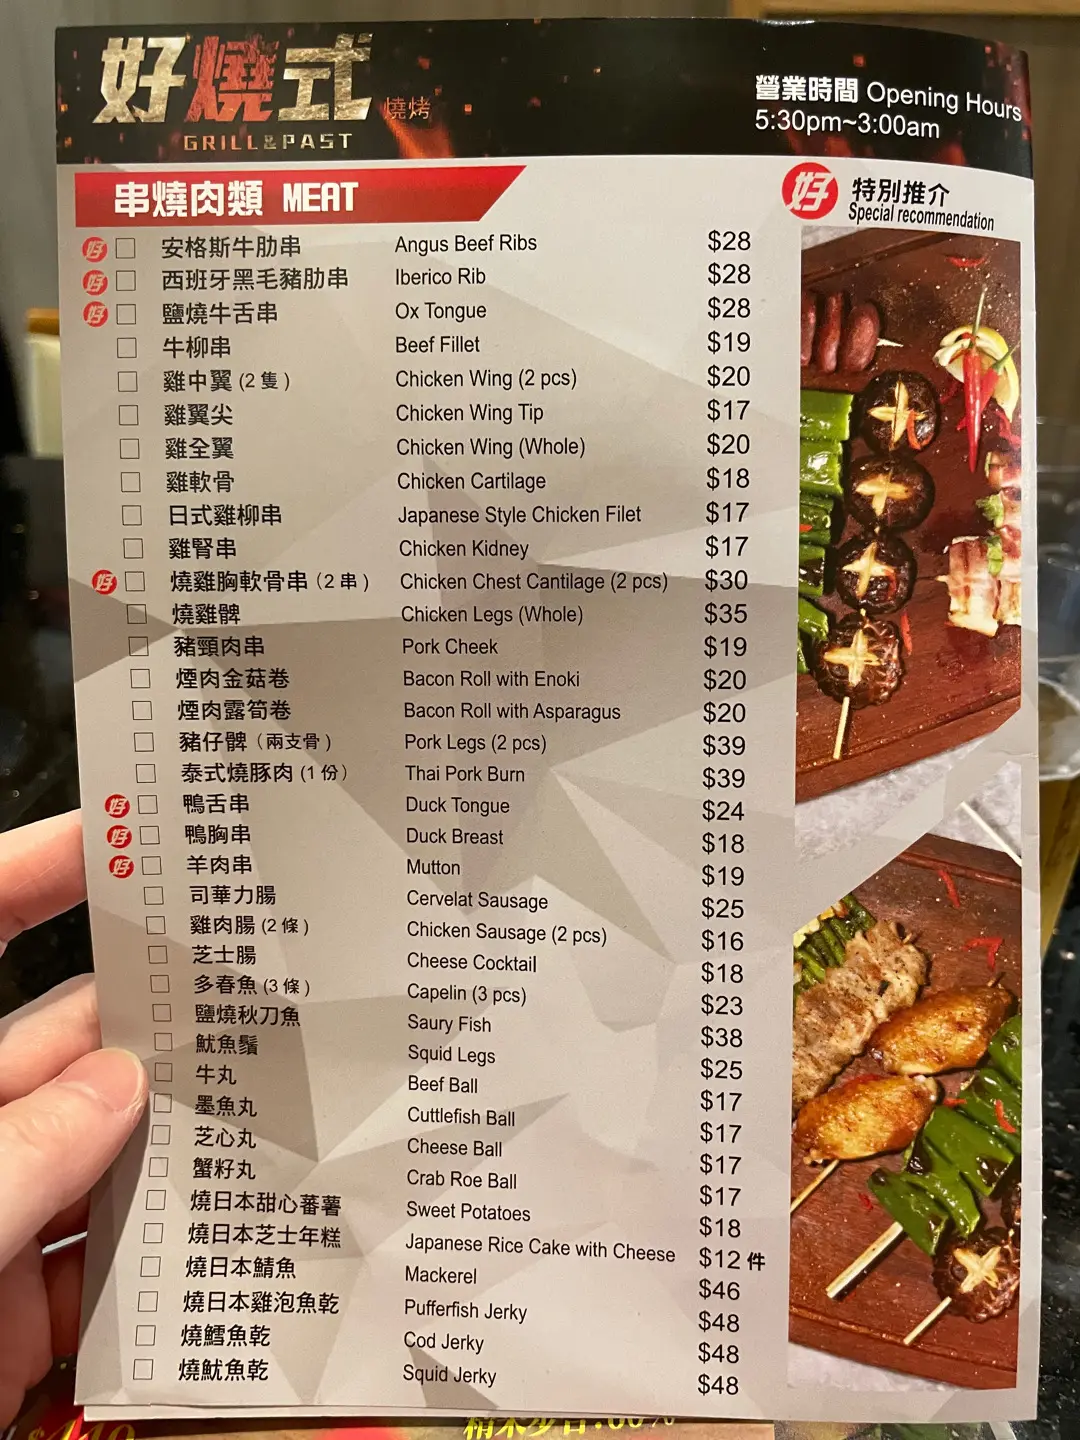 好燒式 燒烤
GRILL&PAST
營業時間 Opening Hours
5:30pm~3:00am
串燒肉類 MEAT
好 特別推介
Special recommendation
好 安格斯牛肋串 Angus Beef Ribs $28
好 西班牙黑毛豬肋串 Iberico Rib $28
好 鹽燒牛舌串 Ox Tongue $28
牛柳串 Beef Fillet $19
雞中翼 (2 隻) Chicken Wing (2 pcs) $20
雞翼尖 Chicken Wing Tip $17
雞全翼 Chicken Wing (Whole) $20
雞軟骨 Chicken Cartilage $18
日式雞柳串 Japanese Style Chicken Filet $17
雞腎串 Chicken Kidney $17
好 燒雞胸軟骨串 (2 串) Chicken Chest Cantilage (2 pcs) $30
燒雞髀 Chicken Legs (Whole) $35
豬頸肉串 Pork Cheek $19
煙肉金菇卷 Bacon Roll with Enoki $20
煙肉露筍卷 Bacon Roll with Asparagus $20
豬仔髀 (兩支骨) Pork Legs (2 pcs) $39
泰式燒豚肉 (1 份) Thai Pork Burn $39
好 鴨舌串 Duck Tongue $24
好 鴨胸串 Duck Breast $18
好 羊肉串 Mutton $19
司華力腸 Cervelat Sausage $25
雞肉腸 (2 條) Chicken Sausage (2 pcs) $16
芝士腸 Cheese Cocktail $18
多春魚 (3 條) Capelin (3 pcs) $23
鹽燒秋刀魚 Saury Fish $38
魷魚鬚 Squid Legs $25
牛丸 Beef Ball $17
墨魚丸 Cuttlefish Ball $17
芝心丸 Cheese Ball $17
蟹籽丸 Crab Roe Ball $17
燒日本甜心蕃薯 Sweet Potatoes $18
燒日本芝士年糕 Japanese Rice Cake with Cheese $12 件
燒日本鯖魚 Mackerel $46
燒日本雞泡魚乾 Pufferfish Jerky $48
燒鱈魚乾 Cod Jerky $48
燒魷魚乾 Squid Jerky $48